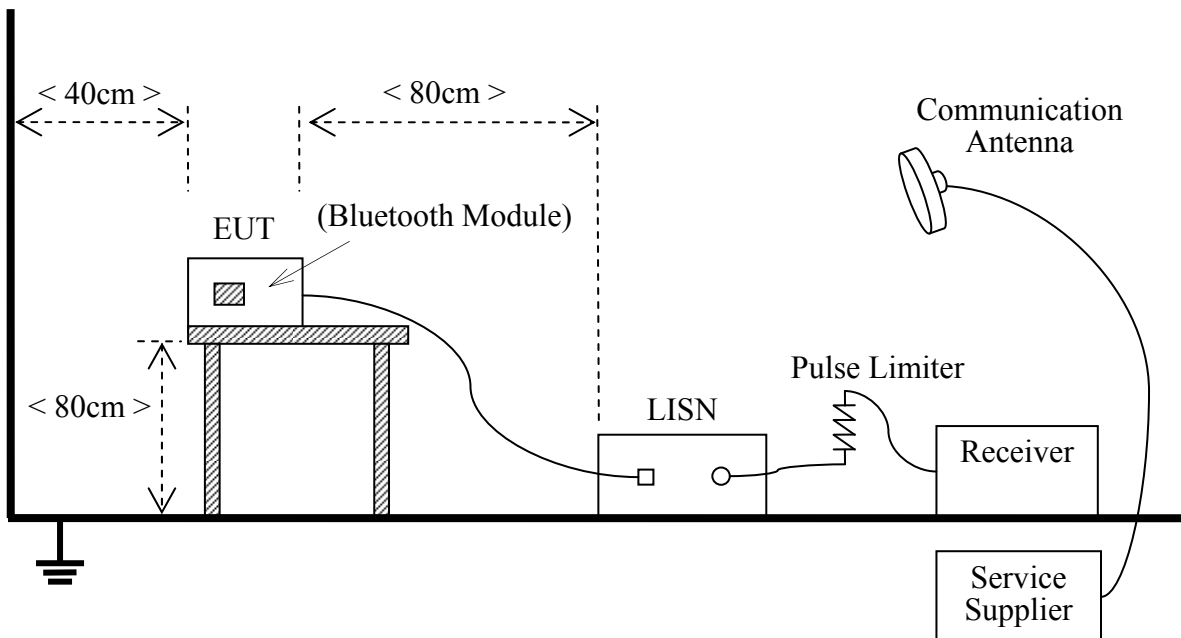 < 40cm >
< 80cm >
Communication
Antenna
(Bluetooth Module)
EUT
Pulse Limiter
< 80cm >
LISN
Receiver
Service
Supplier